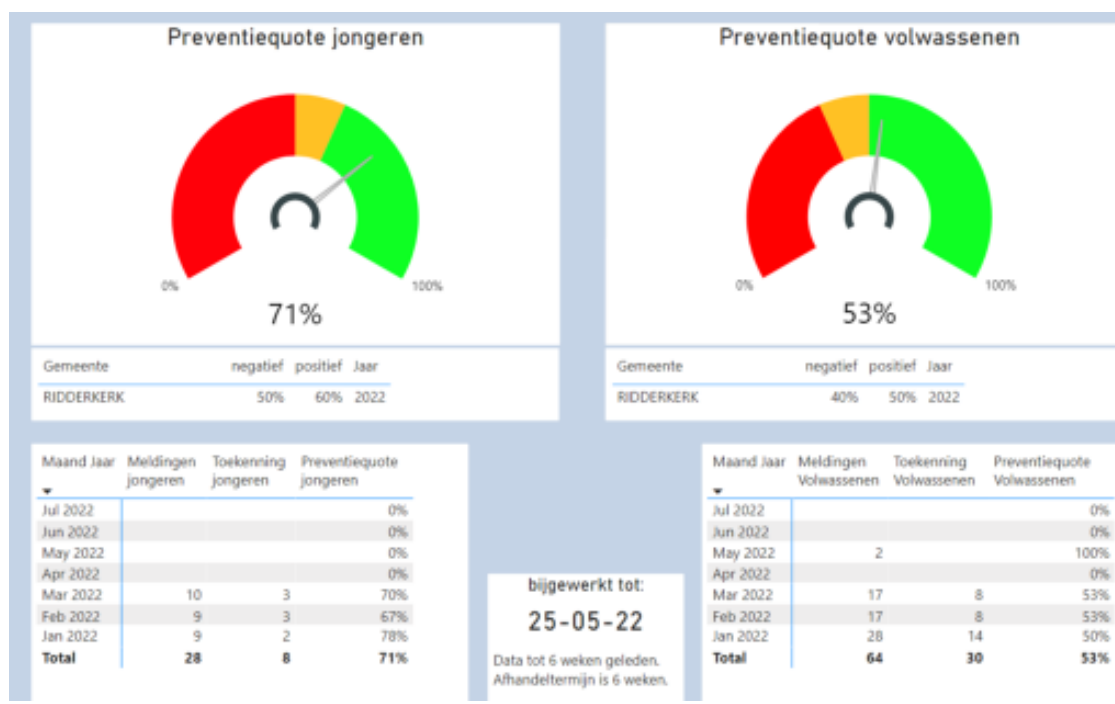 Preventiequote jongeren
0%
100%
71%
Gemeente negatief positief Jaar
RIDDERKERK 50% 60% 2022
Preventiequote volwassenen
0%
100%
53%
Gemeente negatief positief Jaar
RIDDERKERK 40% 50% 2022
Maand Jaar Meldingen Toekenning Preventiequote
jongeren jongeren jongeren
Jul 2022 0%
Jun 2022 0%
May 2022 0%
Apr 2022 0%
Mar 2022 10 3 70%
Feb 2022 9 3 67%
Jan 2022 9 2 78%
Total 28 8 71%
bijgewerkt tot:
25-05-22
Data tot 6 weken geleden.
Afhandeltermijn is 6 weken.
Maand Jaar Meldingen Toekenning Preventiequote
Volwassenen Volwassenen Volwassenen
Jul 2022 0%
Jun 2022 0%
May 2022 2 100%
Apr 2022 0%
Mar 2022 17 8 53%
Feb 2022 17 8 53%
Jan 2022 28 14 50%
Total 64 30 53%